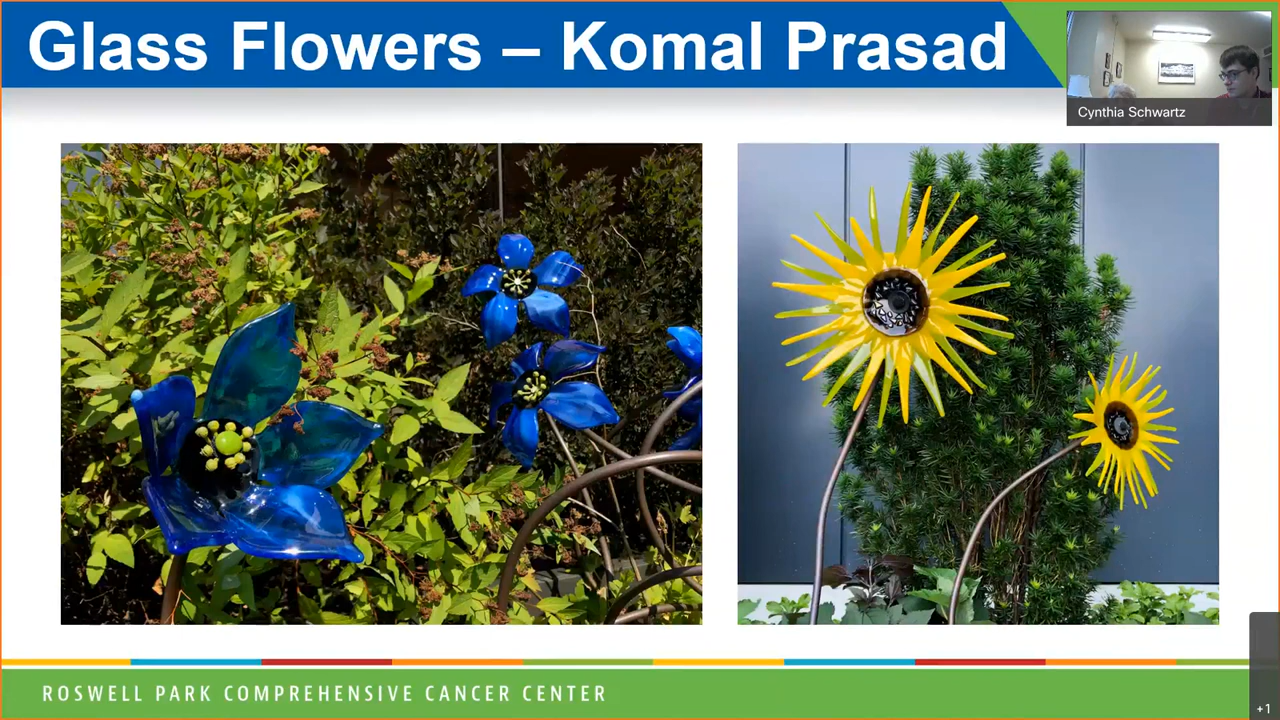 Glass Flowers – Komal Prasad
Cynthia Schwartz
ROSWELL PARK COMPREHENSIVE CANCER CENTER
+1